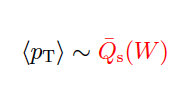 ⟨p_T⟩ ∼ Q̄_s(W)